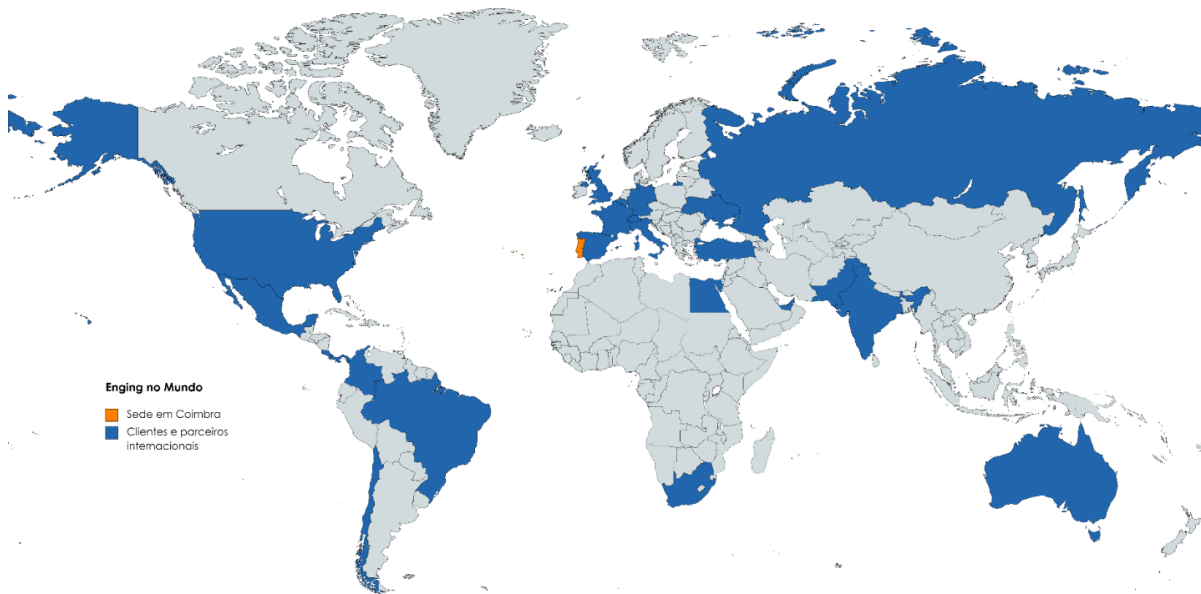 Enging no Mundo
Sede em Coimbra
Clientes e parceiros
internacionais